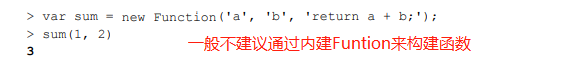 > var sum = new Function('a', 'b', 'return a + b;');
> sum(1, 2)
一般不建议通过内建Funtion来构建函数
3